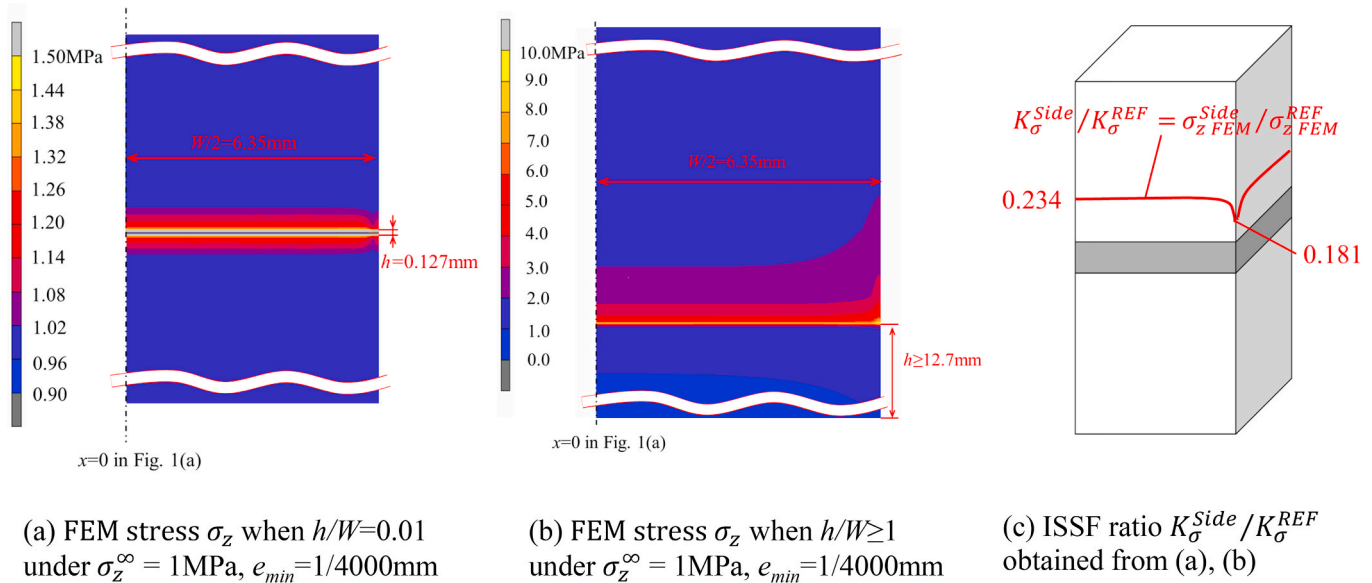 1.50MPa
1.44
1.38
1.32
1.26
1.20
1.14
1.08
1.02
0.96
0.90
W/2=6.35mm
h=0.127mm
x=0 in Fig. 1(a)
(a) FEM stress σ_z when h/W=0.01
under σ_z^∞ = 1MPa, e_min=1/4000mm
10.0MPa
9.0
8.0
7.0
6.0
5.0
4.0
3.0
2.0
1.0
0.0
W/2=6.35mm
h≥12.7mm
x=0 in Fig. 1(a)
(b) FEM stress σ_z when h/W≥1
under σ_z^∞ = 1MPa, e_min=1/4000mm
K_σ^Side/K_σ^REF = σ_z FEM^Side/σ_z FEM^REF
0.234
0.181
(c) ISSF ratio K_σ^Side/K_σ^REF
obtained from (a), (b)